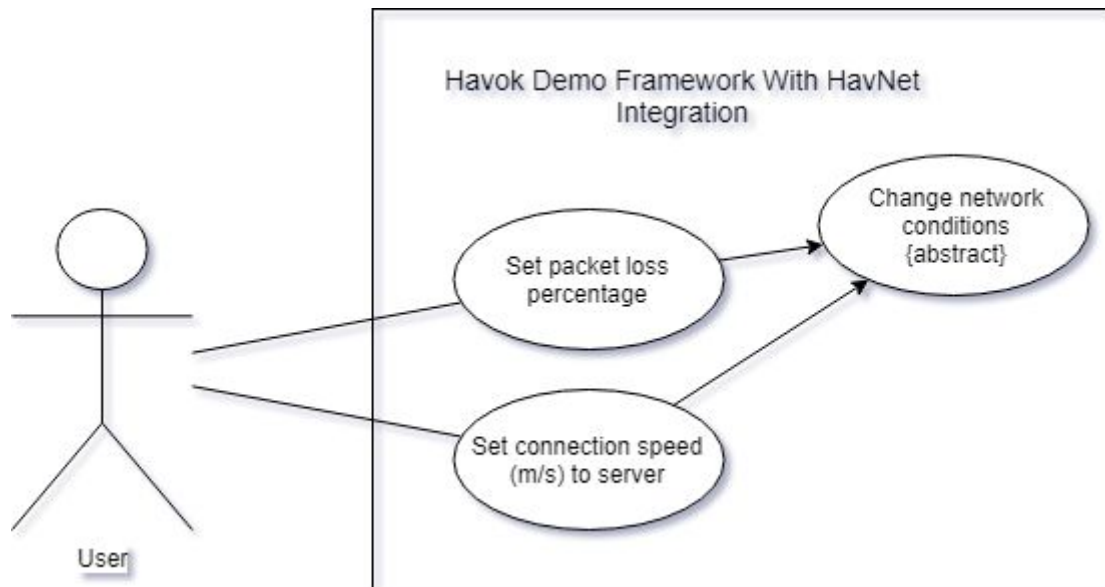 Havok Demo Framework With HavNet
Integration
Change network
conditions
{abstract}
Set packet loss
percentage
Set connection speed
(m/s) to server
User